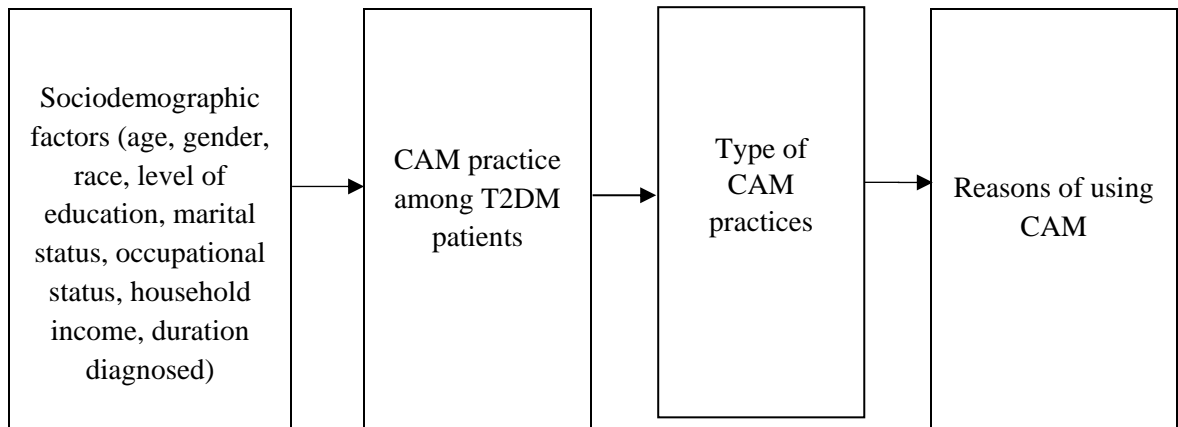 Sociodemographic
factors (age, gender,
race, level of
education, marital
status, occupational
status, household
income, duration
diagnosed)
CAM practice
among T2DM
patients
Type of
CAM
practices
Reasons of using
CAM